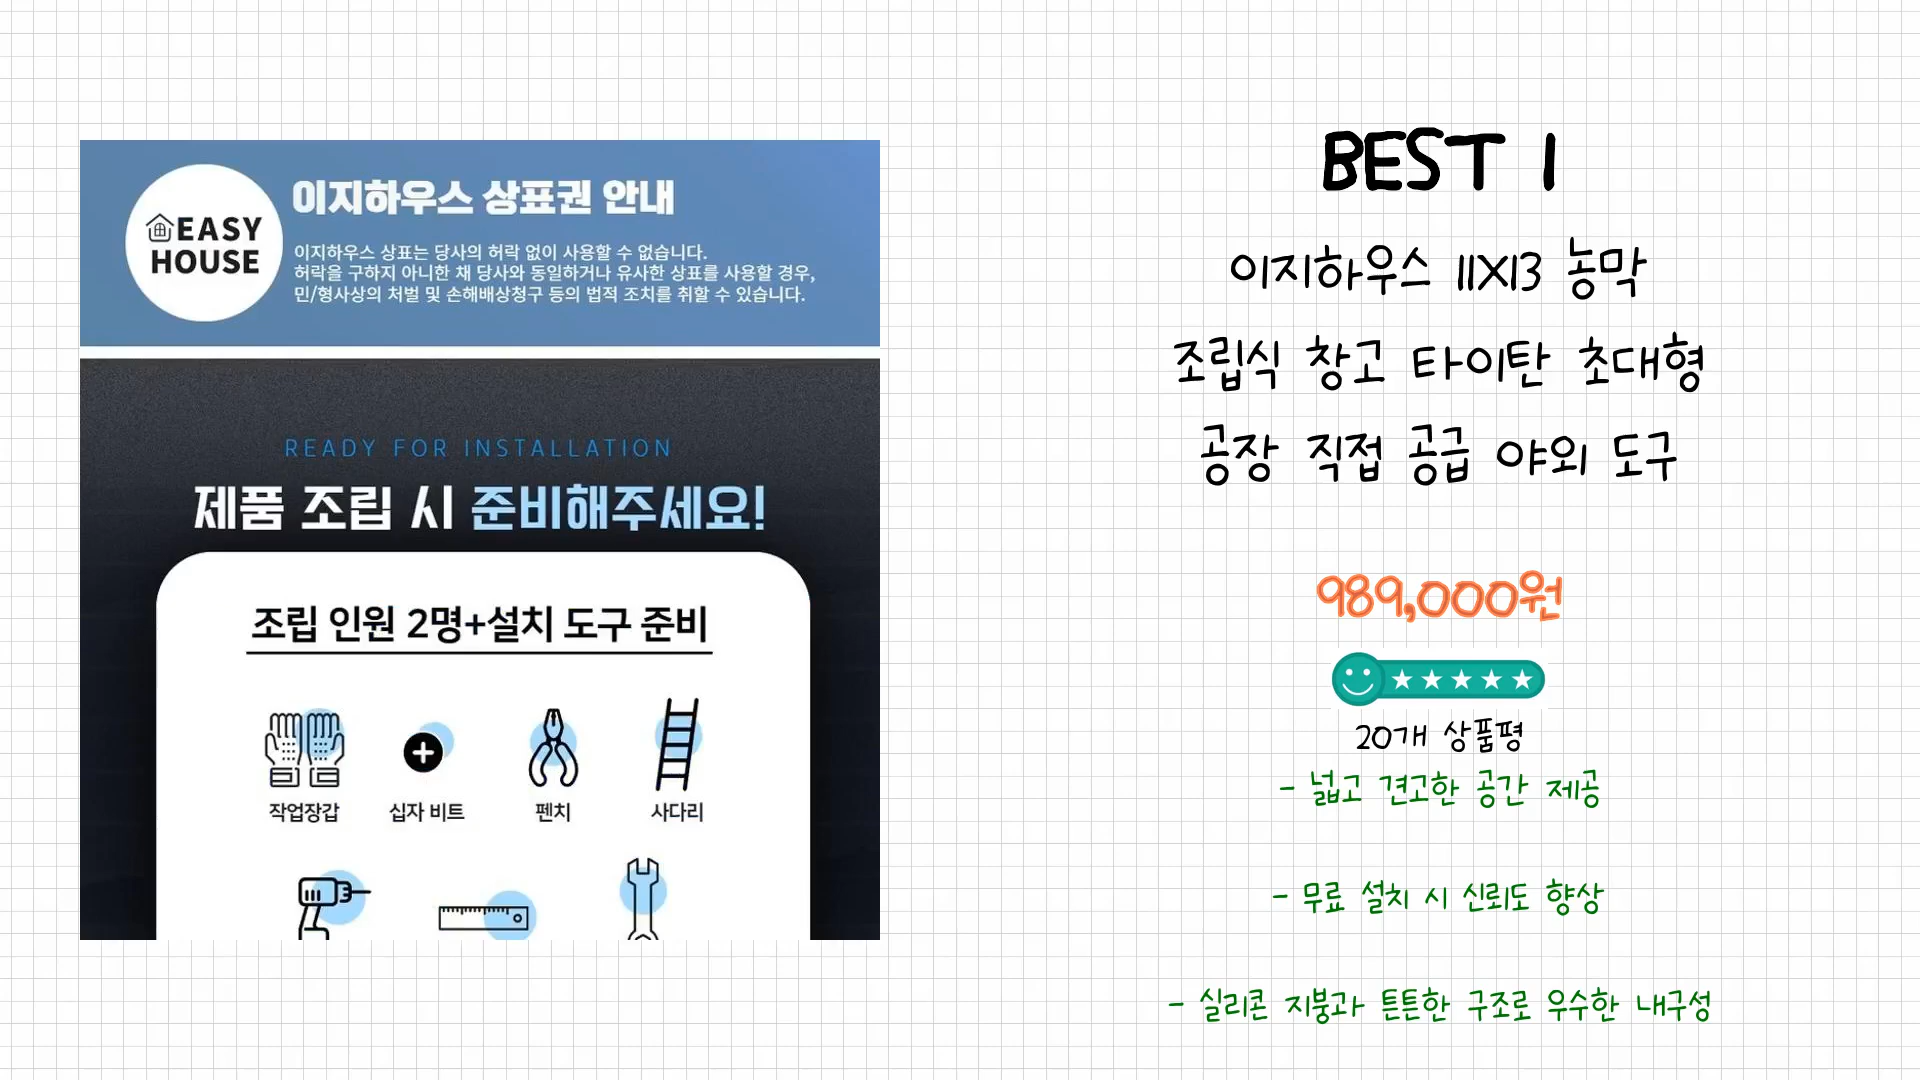 EASY
HOUSE
이지하우스 상표권 안내
이지하우스 상표는 당사의 허락 없이 사용할 수 없습니다.
허락을 구하지 아니한 채 당사와 동일하거나 유사한 상표를 사용할 경우,
민/형사상의 처벌 및 손해배상청구 등의 법적 조치를 취할 수 있습니다.
READY FOR INSTALLATION
제품 조립 시 준비해주세요!
조립 인원 2명+설치 도구 준비
작업장갑
십자 비트
펜치
사다리
BEST 1
이지하우스 11X13 농막
조립식 창고 타이탄 초대형
공장 직접 공급 야외 도구
989,000원
20개 상품평
- 넓고 견고한 공간 제공
- 무료 설치 시 신뢰도 향상
- 실리콘 지붕과 튼튼한 구조로 우수한 내구성